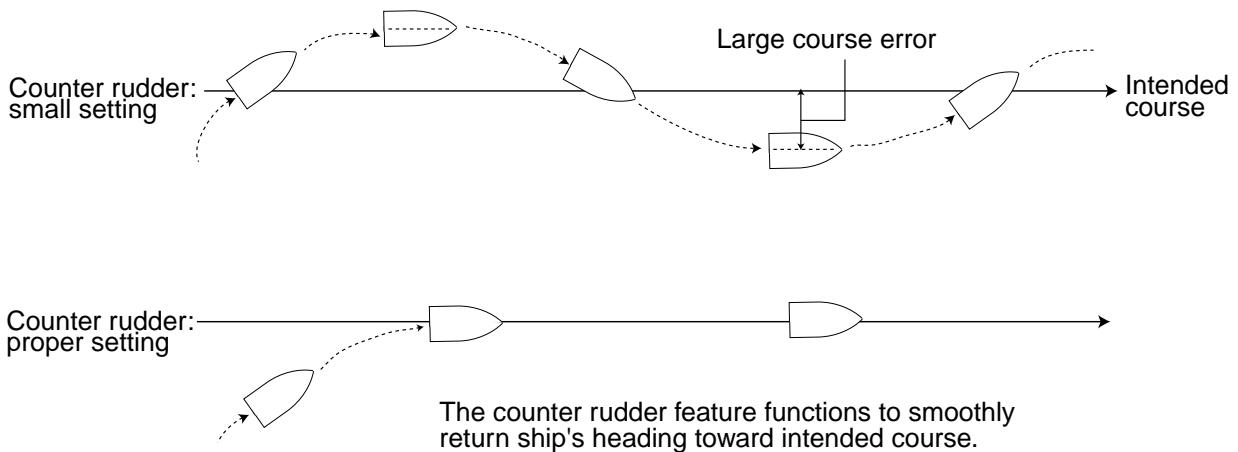 Large course error
Counter rudder:
small setting
Intended
course
Counter rudder:
proper setting
The counter rudder feature functions to smoothly
return ship's heading toward intended course.